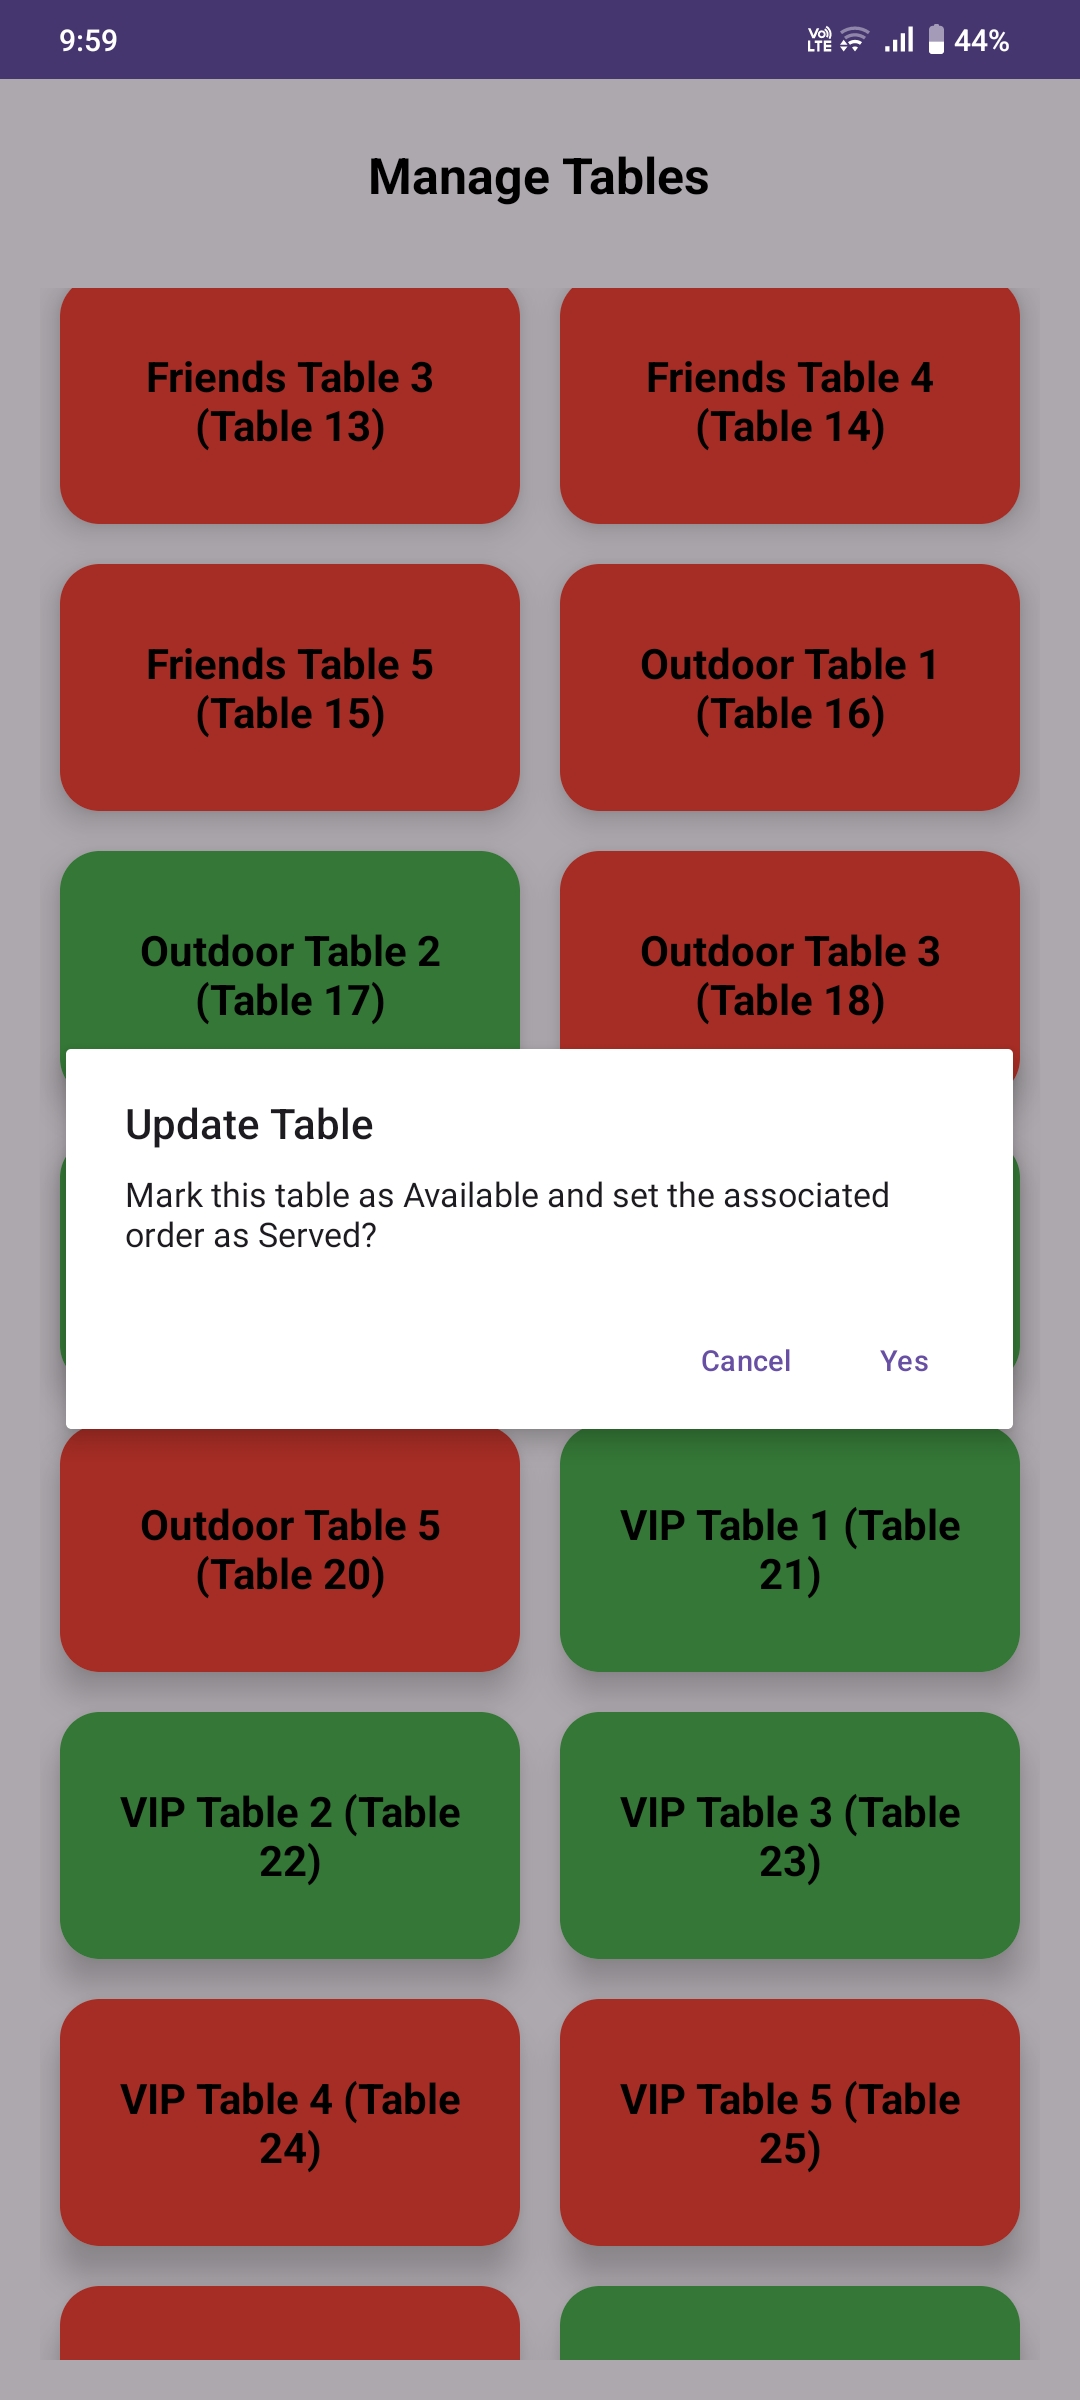 9:59
Vo) LTE 44%
Manage Tables
Friends Table 3
(Table 13)
Friends Table 4
(Table 14)
Friends Table 5
(Table 15)
Outdoor Table 1
(Table 16)
Outdoor Table 2
(Table 17)
Outdoor Table 3
(Table 18)
Update Table
Mark this table as Available and set the associated
order as Served?
Cancel
Yes
Outdoor Table 5
(Table 20)
VIP Table 1 (Table
21)
VIP Table 2 (Table
22)
VIP Table 3 (Table
23)
VIP Table 4 (Table
24)
VIP Table 5 (Table
25)